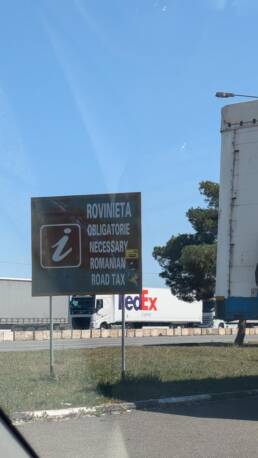 ROVINIETA
OBLIGATORIE
NECESSARY
ROMANIAN
ROAD TAX
i
FedEx